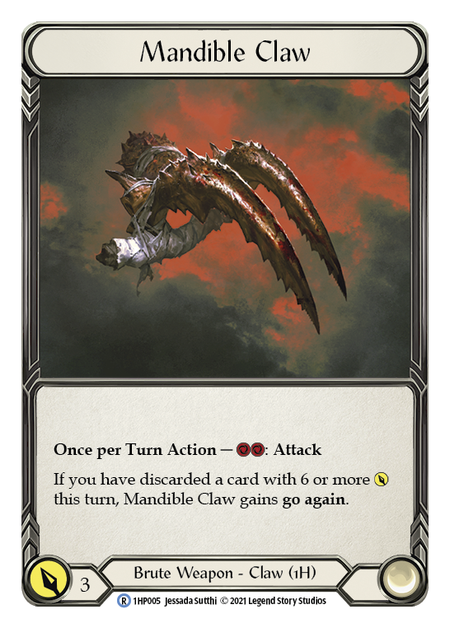 Mandible Claw
Once per Turn Action — : Attack
If you have discarded a card with 6 or more
this turn, Mandible Claw gains go again.
3
Brute Weapon - Claw (1H)
R 1HP005 Jessada Sutthi © 2021 Legend Story Studios